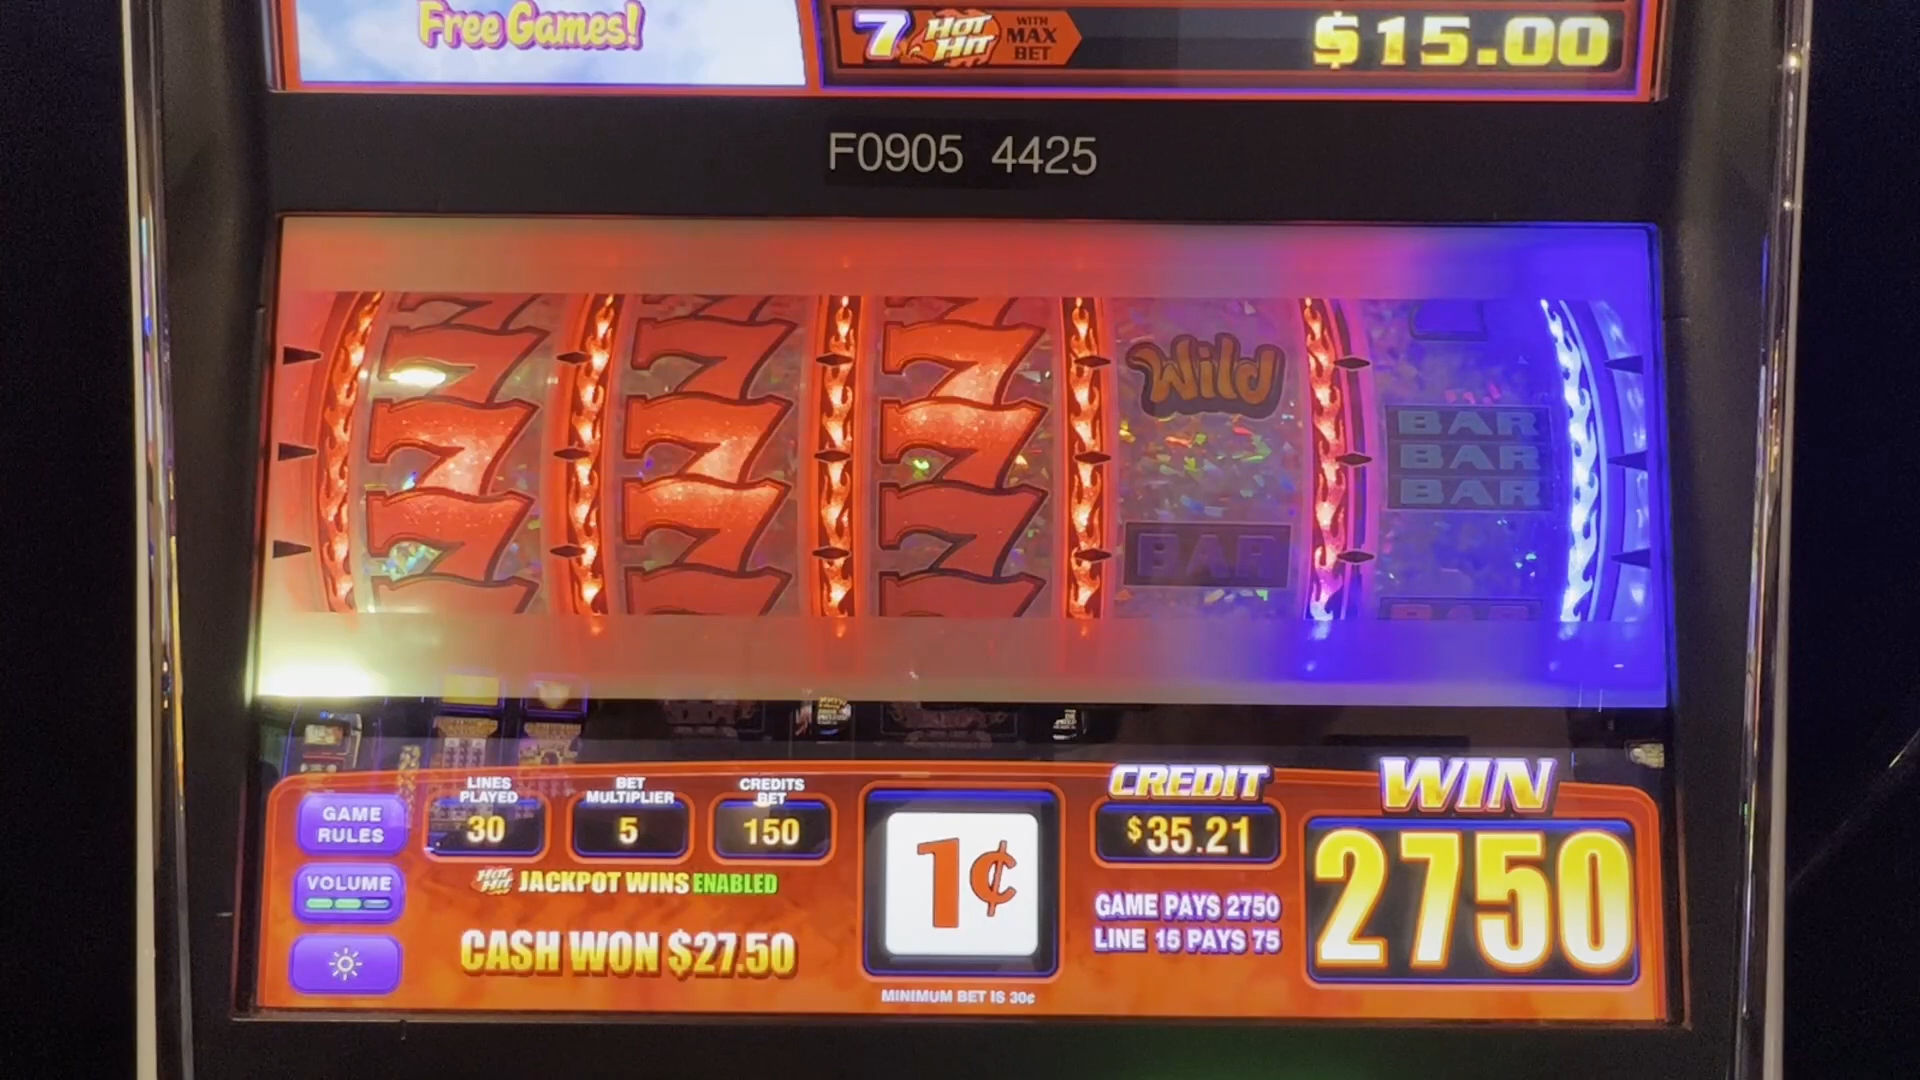 Free Games!
7 HOT HIT WITH MAX BET $15.00
F0905 4425
Wild
BAR
BAR
BAR
BAR
BAR
GAME RULES
LINES PLAYED
30
BET MULTIPLIER
5
CREDITS BET
150
VOLUME
HOT HIT JACKPOT WINS ENABLED
CASH WON $27.50
1¢
MINIMUM BET IS 30¢
CREDIT
$35.21
GAME PAYS 2750
LINE 15 PAYS 75
WIN
2750